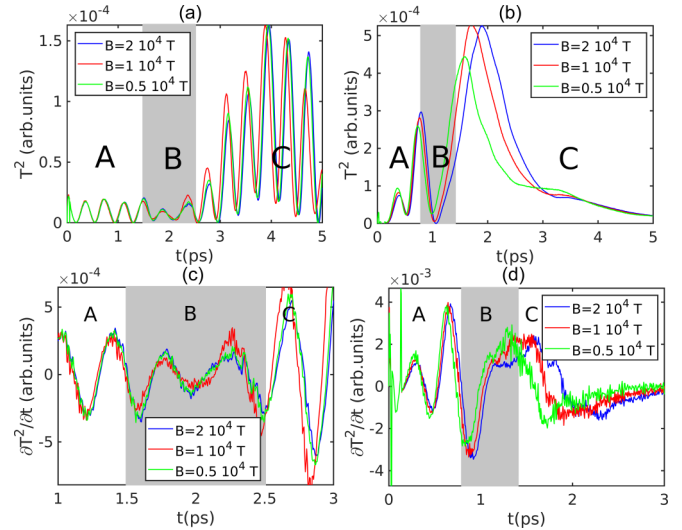 (a)
×10⁻⁴
T² (arb.units)
1.5
1
0.5
0
B=2 10⁴ T
B=1 10⁴ T
B=0.5 10⁴ T
A
B
C
0 1 2 3 4 5
t(ps)
(b)
×10⁻⁴
T² (arb.units)
4
2
0
B=2 10⁴ T
B=1 10⁴ T
B=0.5 10⁴ T
A
B
C
0 1 2 3 4 5
t(ps)
(c)
×10⁻⁴
∂T²/∂t (arb.units)
5
0
-5
A
B
C
B=2 10⁴ T
B=1 10⁴ T
B=0.5 10⁴ T
1 1.5 2 2.5 3
t(ps)
(d)
×10⁻³
∂T²/∂t (arb.units)
4
2
0
-2
-4
A
B
C
B=2 10⁴ T
B=1 10⁴ T
B=0.5 10⁴ T
0 1 2 3
t(ps)